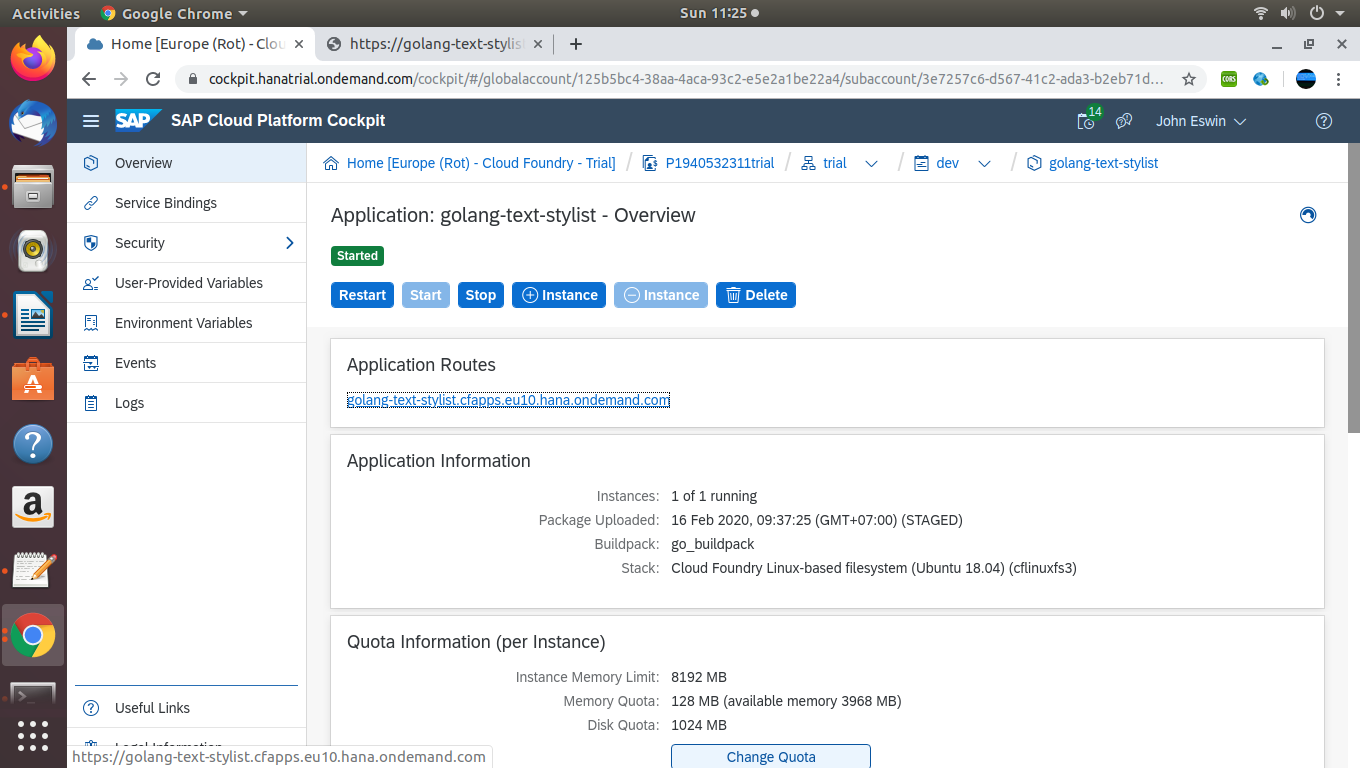 Activities Google Chrome Sun 11:25
Home [Europe (Rot) - Clou https://golang-text-stylis
cockpit.hanatrial.ondemand.com/cockpit/#/globalaccount/125b5bc4-38aa-4aca-93c2-e5e2a1be22a4/subaccount/3e7257c6-d567-41c2-ada3-b2eb71d... CORS
SAP SAP Cloud Platform Cockpit 14 John Eswin
Overview
Service Bindings
Security
User-Provided Variables
Environment Variables
Events
Logs
Useful Links
Legal Information
Home [Europe (Rot) - Cloud Foundry - Trial] / P1940532311trial / trial / dev / golang-text-stylist
Application: golang-text-stylist - Overview
Started
Restart Start Stop Instance Instance Delete
Application Routes
golang-text-stylist.cfapps.eu10.hana.ondemand.com
Application Information
Instances: 1 of 1 running
Package Uploaded: 16 Feb 2020, 09:37:25 (GMT+07:00) (STAGED)
Buildpack: go_buildpack
Stack: Cloud Foundry Linux-based filesystem (Ubuntu 18.04) (cflinuxfs3)
Quota Information (per Instance)
Instance Memory Limit: 8192 MB
Memory Quota: 128 MB (available memory 3968 MB)
Disk Quota: 1024 MB
Change Quota
https://golang-text-stylist.cfapps.eu10.hana.ondemand.com